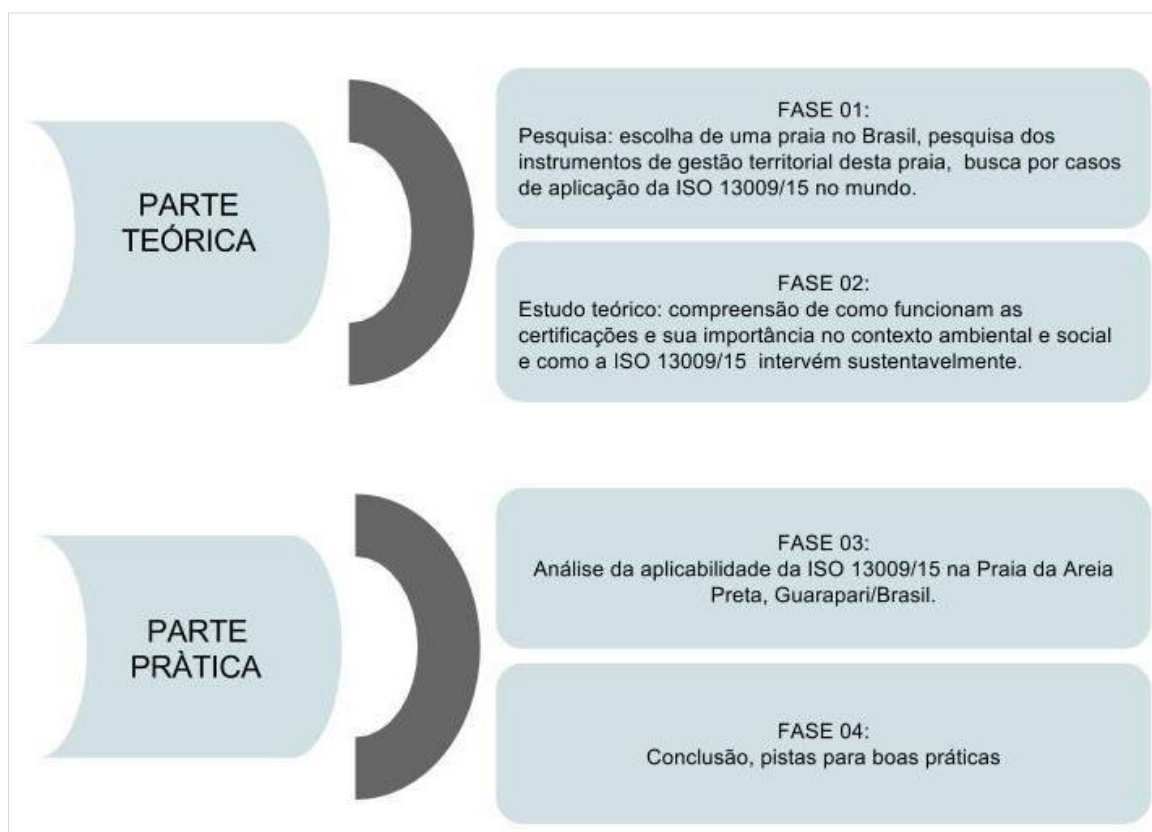 PARTE
TEÓRICA
FASE 01:
Pesquisa: escolha de uma praia no Brasil, pesquisa dos
instrumentos de gestão territorial desta praia, busca por casos
de aplicação da ISO 13009/15 no mundo.
FASE 02:
Estudo teórico: compreensão de como funcionam as
certificações e sua importância no contexto ambiental e social
e como a ISO 13009/15 intervém sustentavelmente.
PARTE
PRÀTICA
FASE 03:
Análise da aplicabilidade da ISO 13009/15 na Praia da Areia
Preta, Guarapari/Brasil.
FASE 04:
Conclusão, pistas para boas práticas